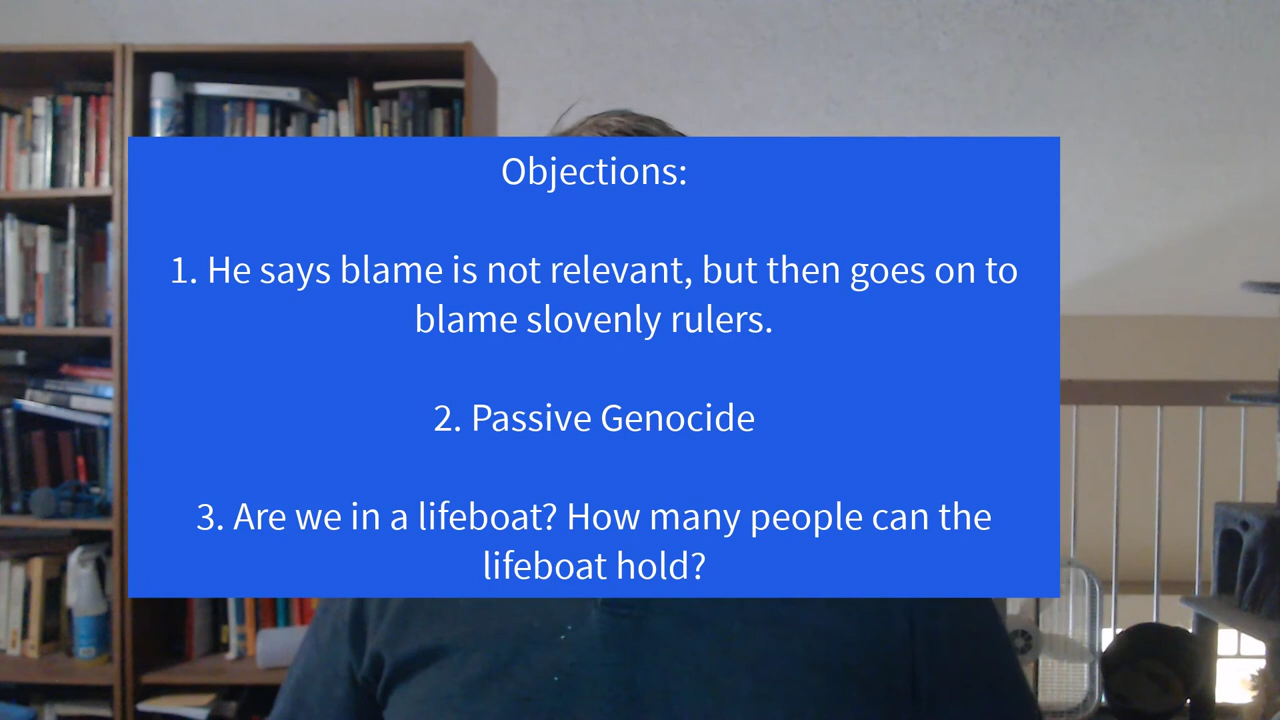 Objections:
1. He says blame is not relevant, but then goes on to
blame slovenly rulers.
2. Passive Genocide
3. Are we in a lifeboat? How many people can the
lifeboat hold?